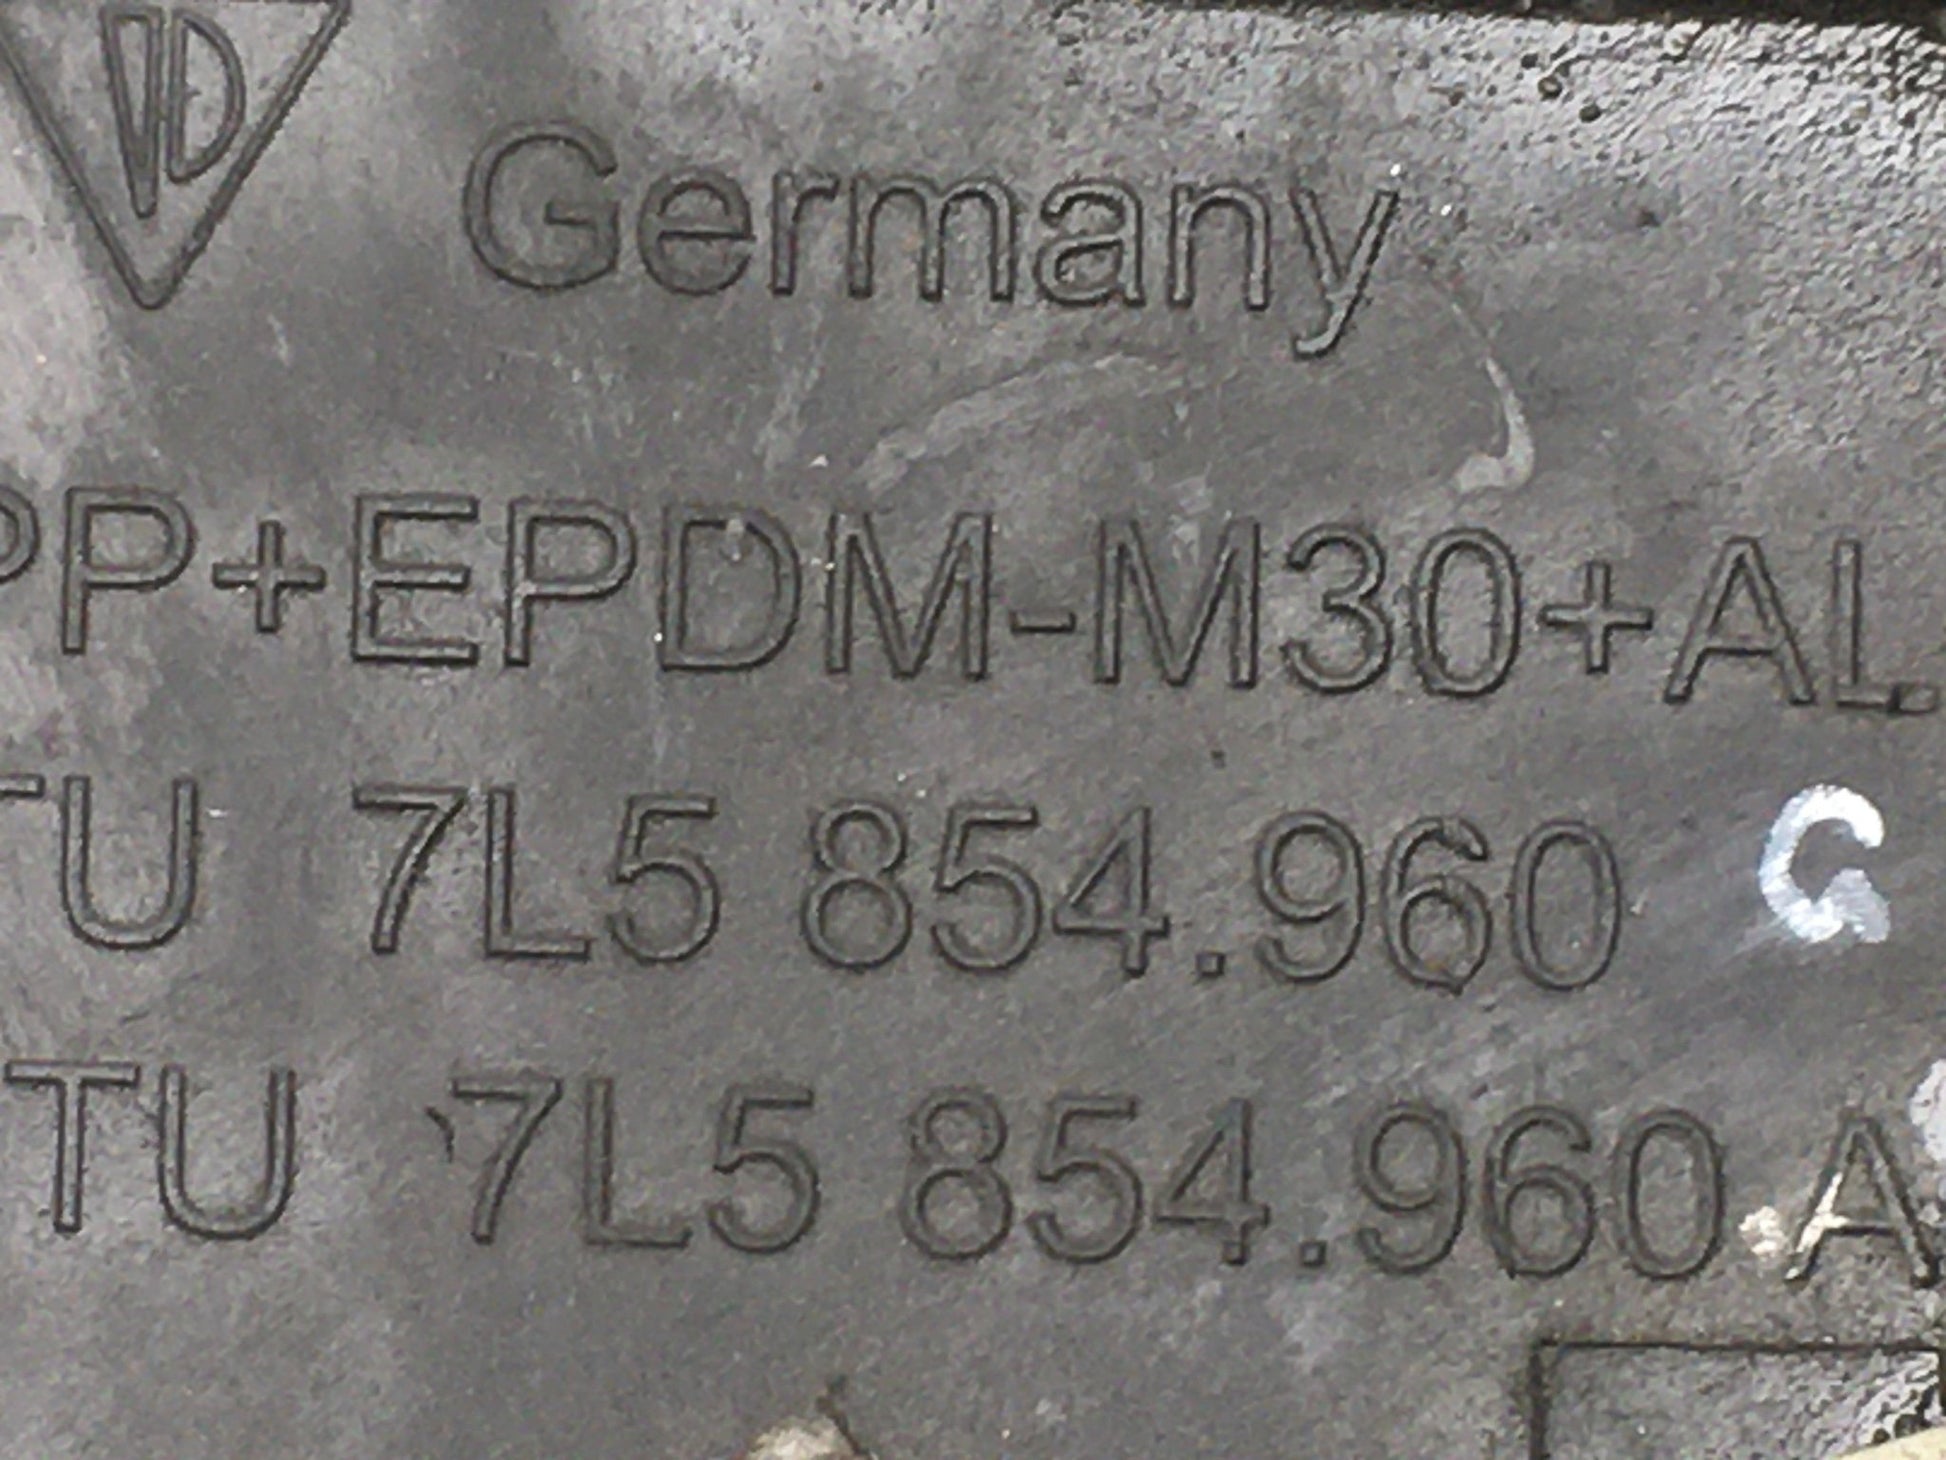 Germany
PP+EPDM-M30+AL
TU 7L5 854.960 C
TU 7L5 854.960 A